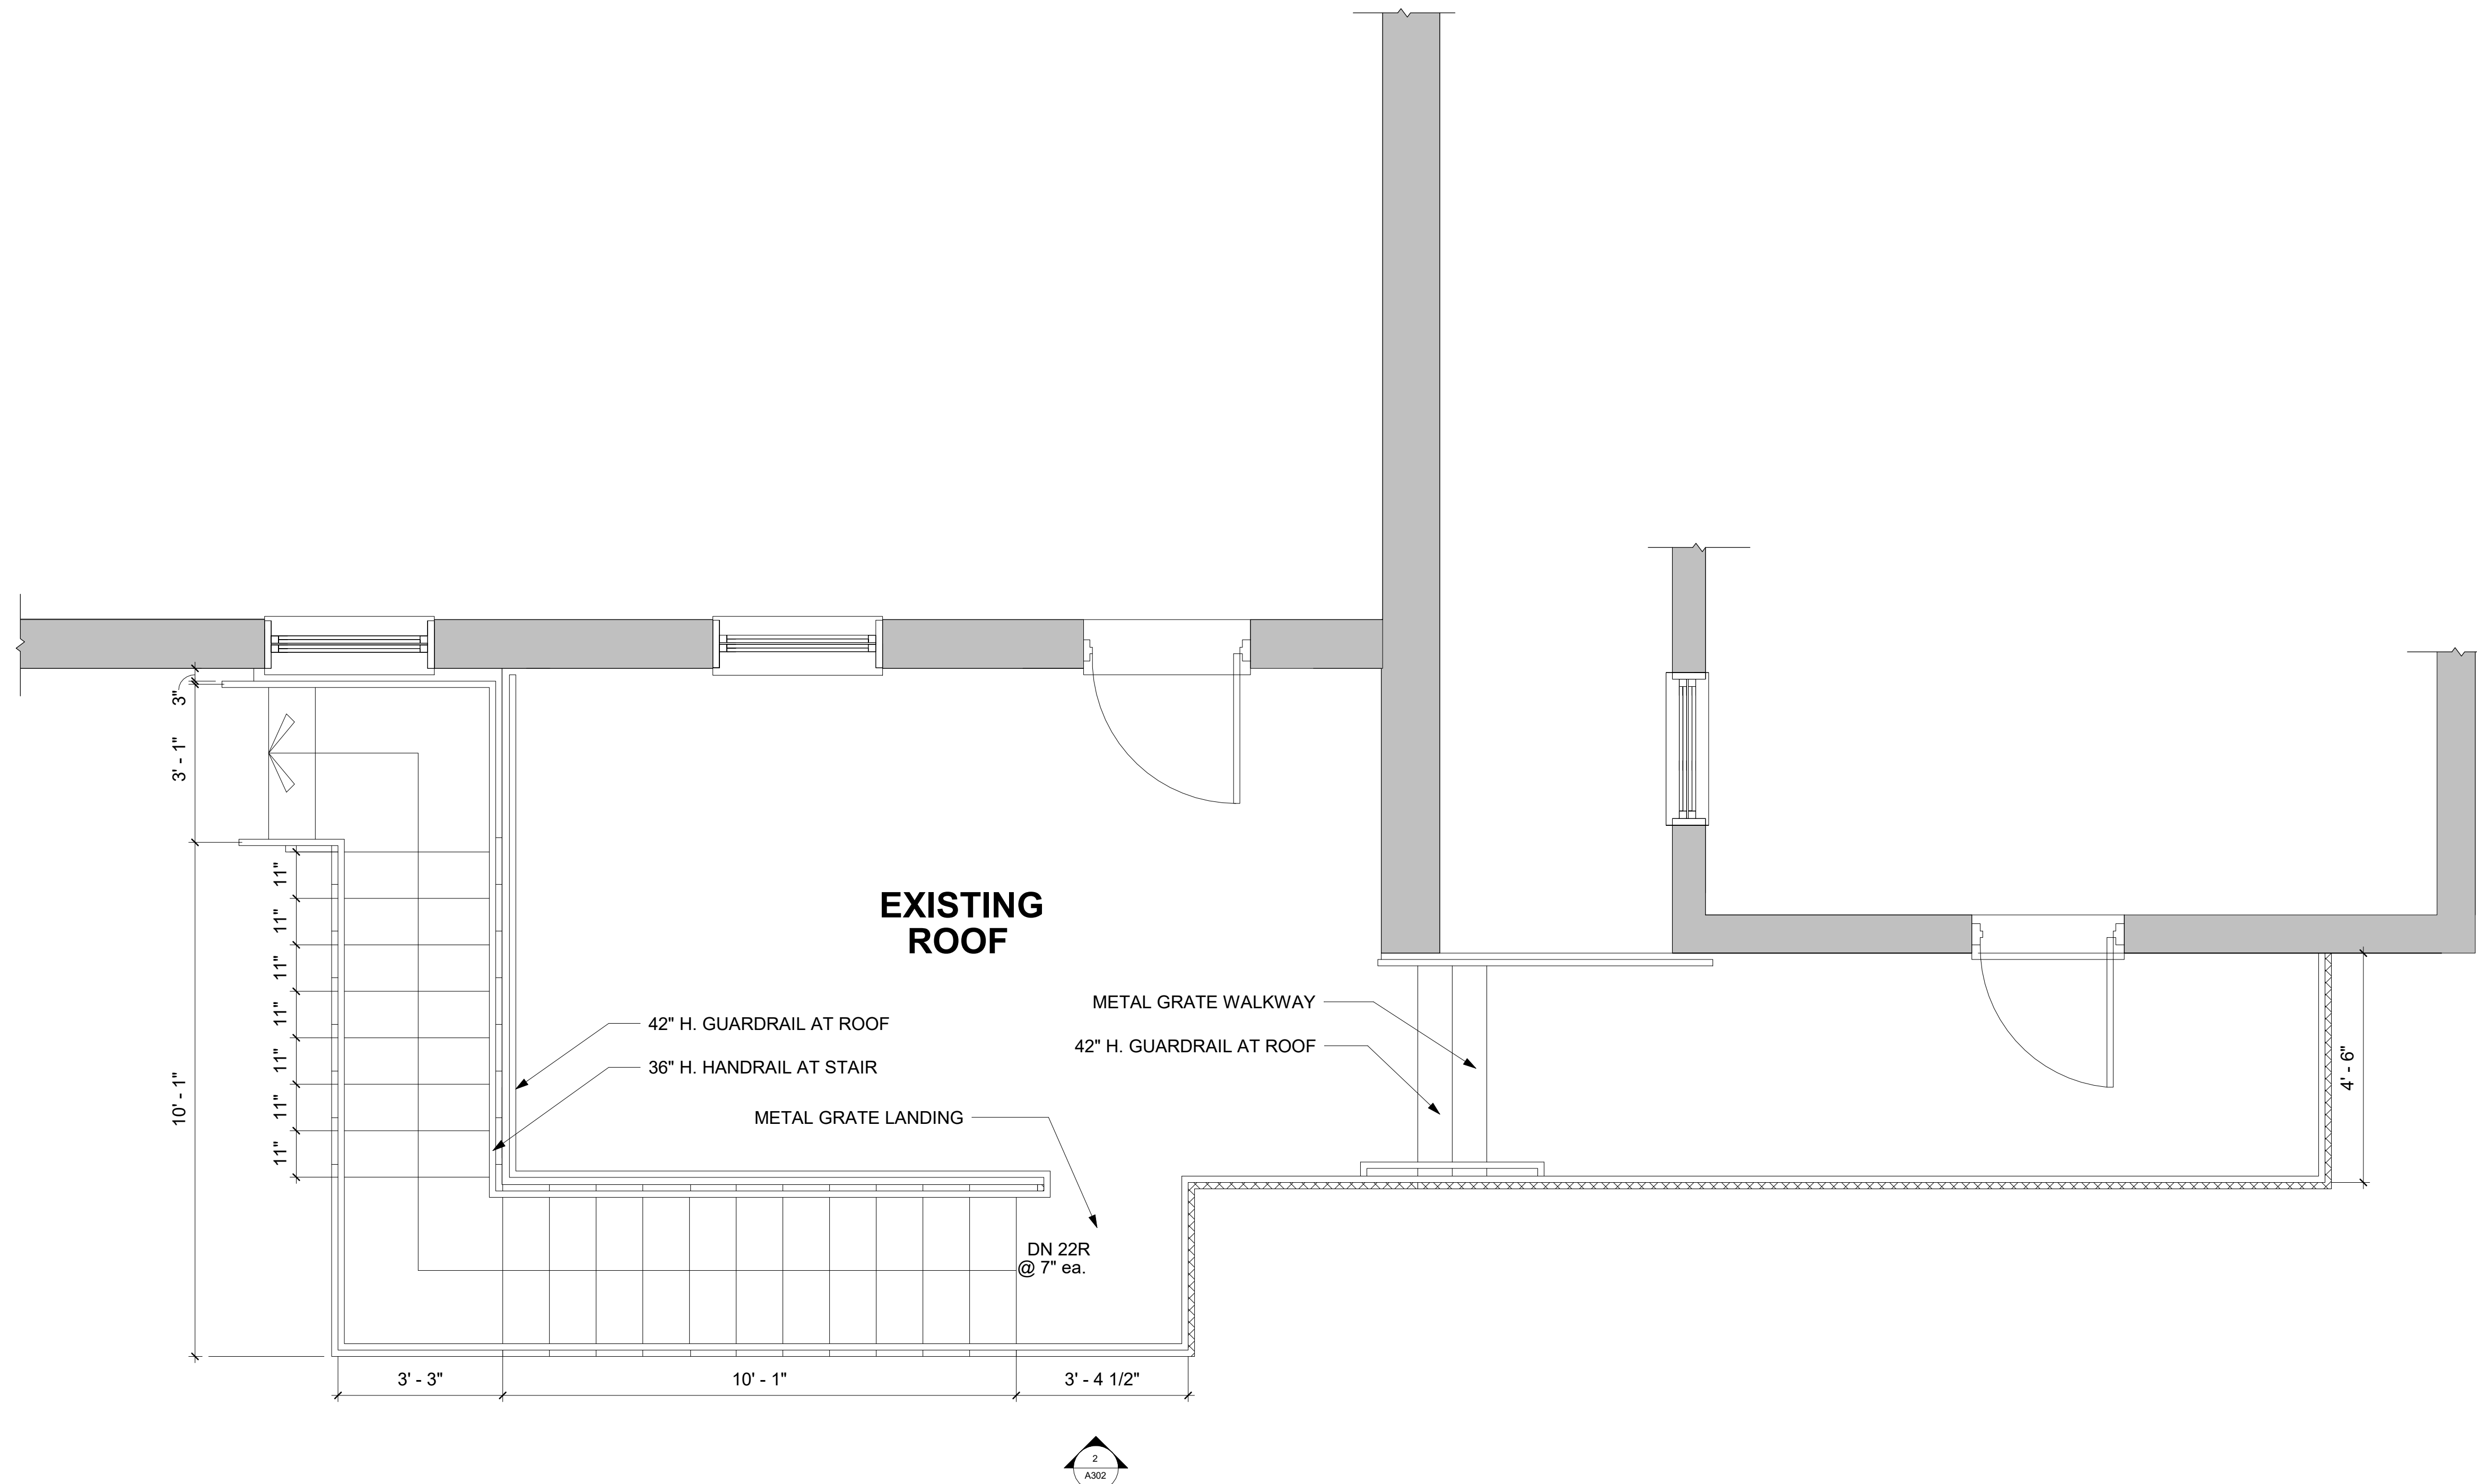 3"
3' - 1"
10' - 1"
11"
11"
11"
11"
11"
11"
11"
EXISTING
ROOF
42" H. GUARDRAIL AT ROOF
36" H. HANDRAIL AT STAIR
METAL GRATE LANDING
METAL GRATE WALKWAY
42" H. GUARDRAIL AT ROOF
4' - 6"
DN 22R
@ 7" ea.
3' - 3"
10' - 1"
3' - 4 1/2"
2
A302